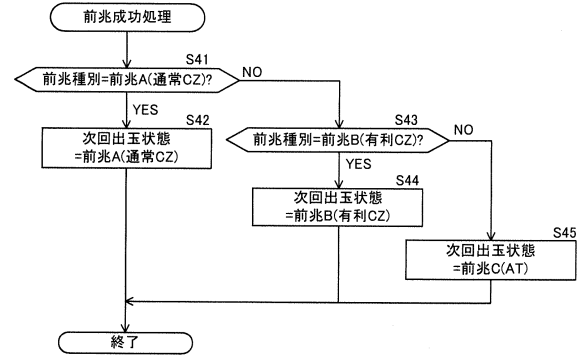 前兆成功処理
S41
前兆種別=前兆A(通常CZ)?
NO
YES
S42
次回出玉状態
=前兆A(通常CZ)
S43
前兆種別=前兆B(有利CZ)?
NO
YES
S44
次回出玉状態
=前兆B(有利CZ)
S45
次回出玉状態
=前兆C(AT)
終了